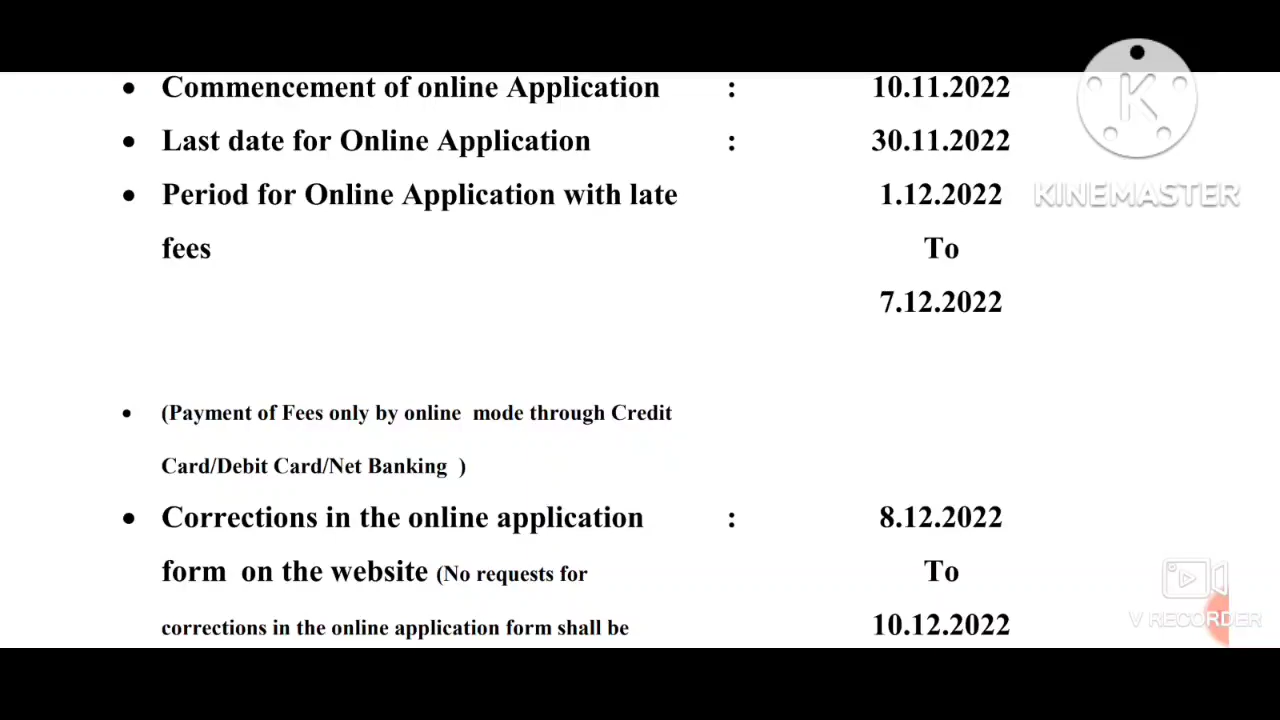 • Commencement of online Application : 10.11.2022
• Last date for Online Application : 30.11.2022
• Period for Online Application with late 1.12.2022
fees To
7.12.2022
• (Payment of Fees only by online mode through Credit
Card/Debit Card/Net Banking )
• Corrections in the online application : 8.12.2022
form on the website (No requests for To
corrections in the online application form shall be 10.12.2022
K
KINEMASTER
V RECORDER